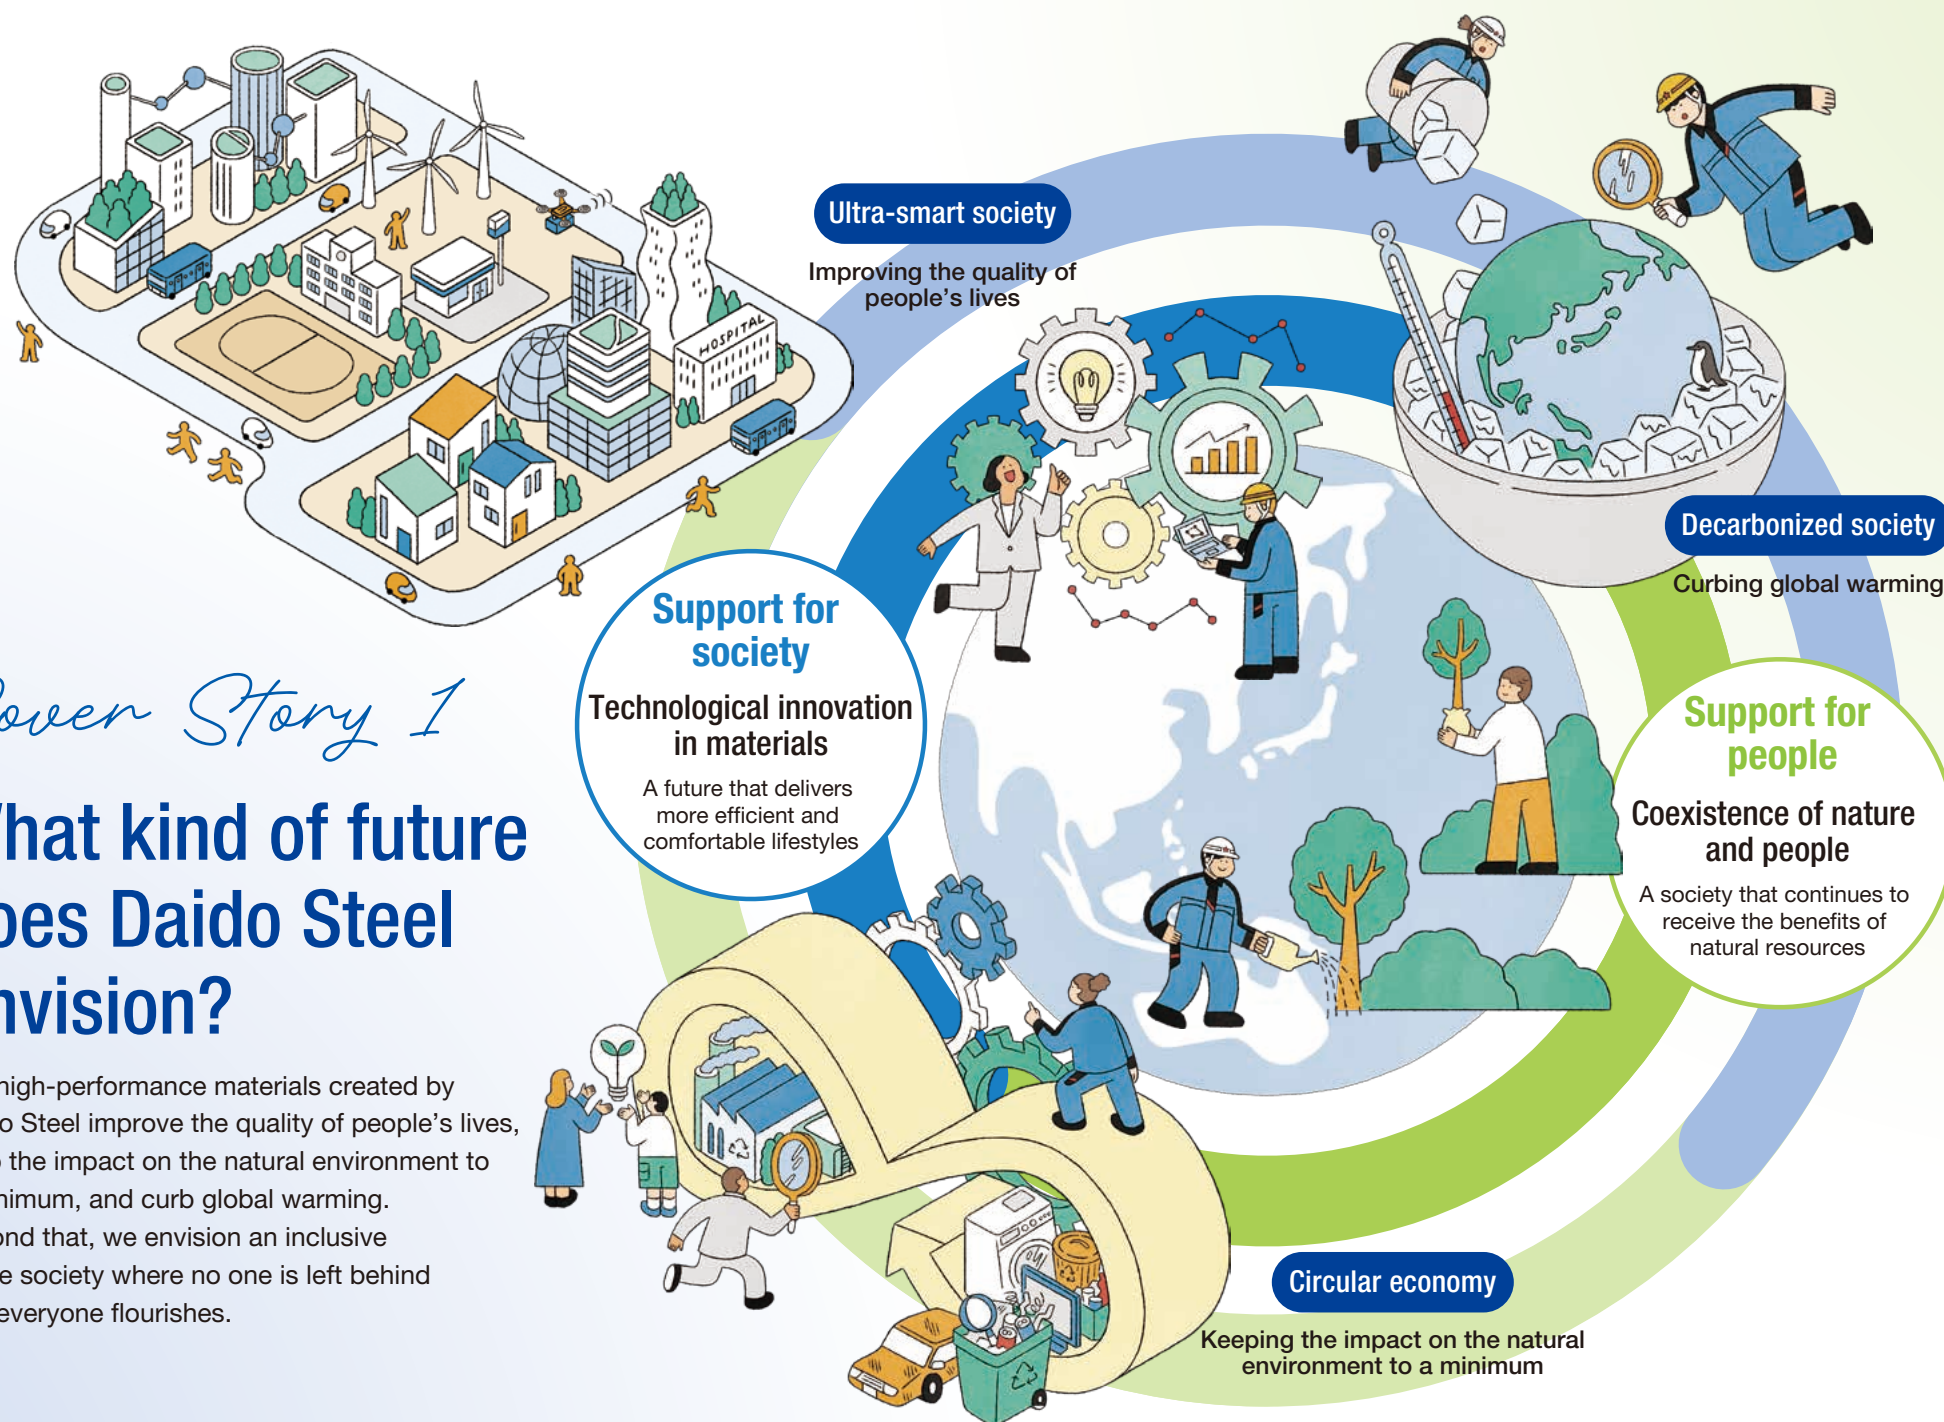 Ultra-smart society
Improving the quality of
people's lives
HOSPITAL
Decarbonized society
Curbing global warming
Support for
society
Technological innovation
in materials
A future that delivers
more efficient and
comfortable lifestyles
Support for
people
Coexistence of nature
and people
A society that continues to
receive the benefits of
natural resources
over Story 1
hat kind of future
oes Daido Steel
nvision?
high-performance materials created by
o Steel improve the quality of people's lives,
the impact on the natural environment to
nimum, and curb global warming.
ond that, we envision an inclusive
e society where no one is left behind
everyone flourishes.
Circular economy
Keeping the impact on the natural
environment to a minimum